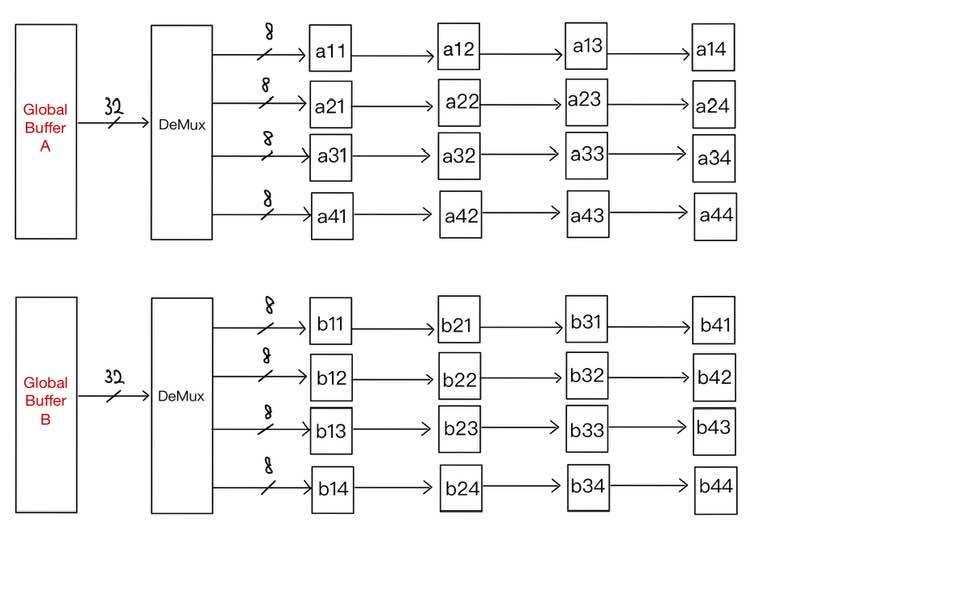 8
a11 a12 a13 a14
8
Global
Buffer
A
32
DeMux
a21 a22 a23 a24
8
a31 a32 a33 a34
8
a41 a42 a43 a44
8
b11 b21 b31 b41
8
Global
Buffer
B
32
DeMux
b12 b22 b32 b42
8
b13 b23 b33 b43
8
b14 b24 b34 b44